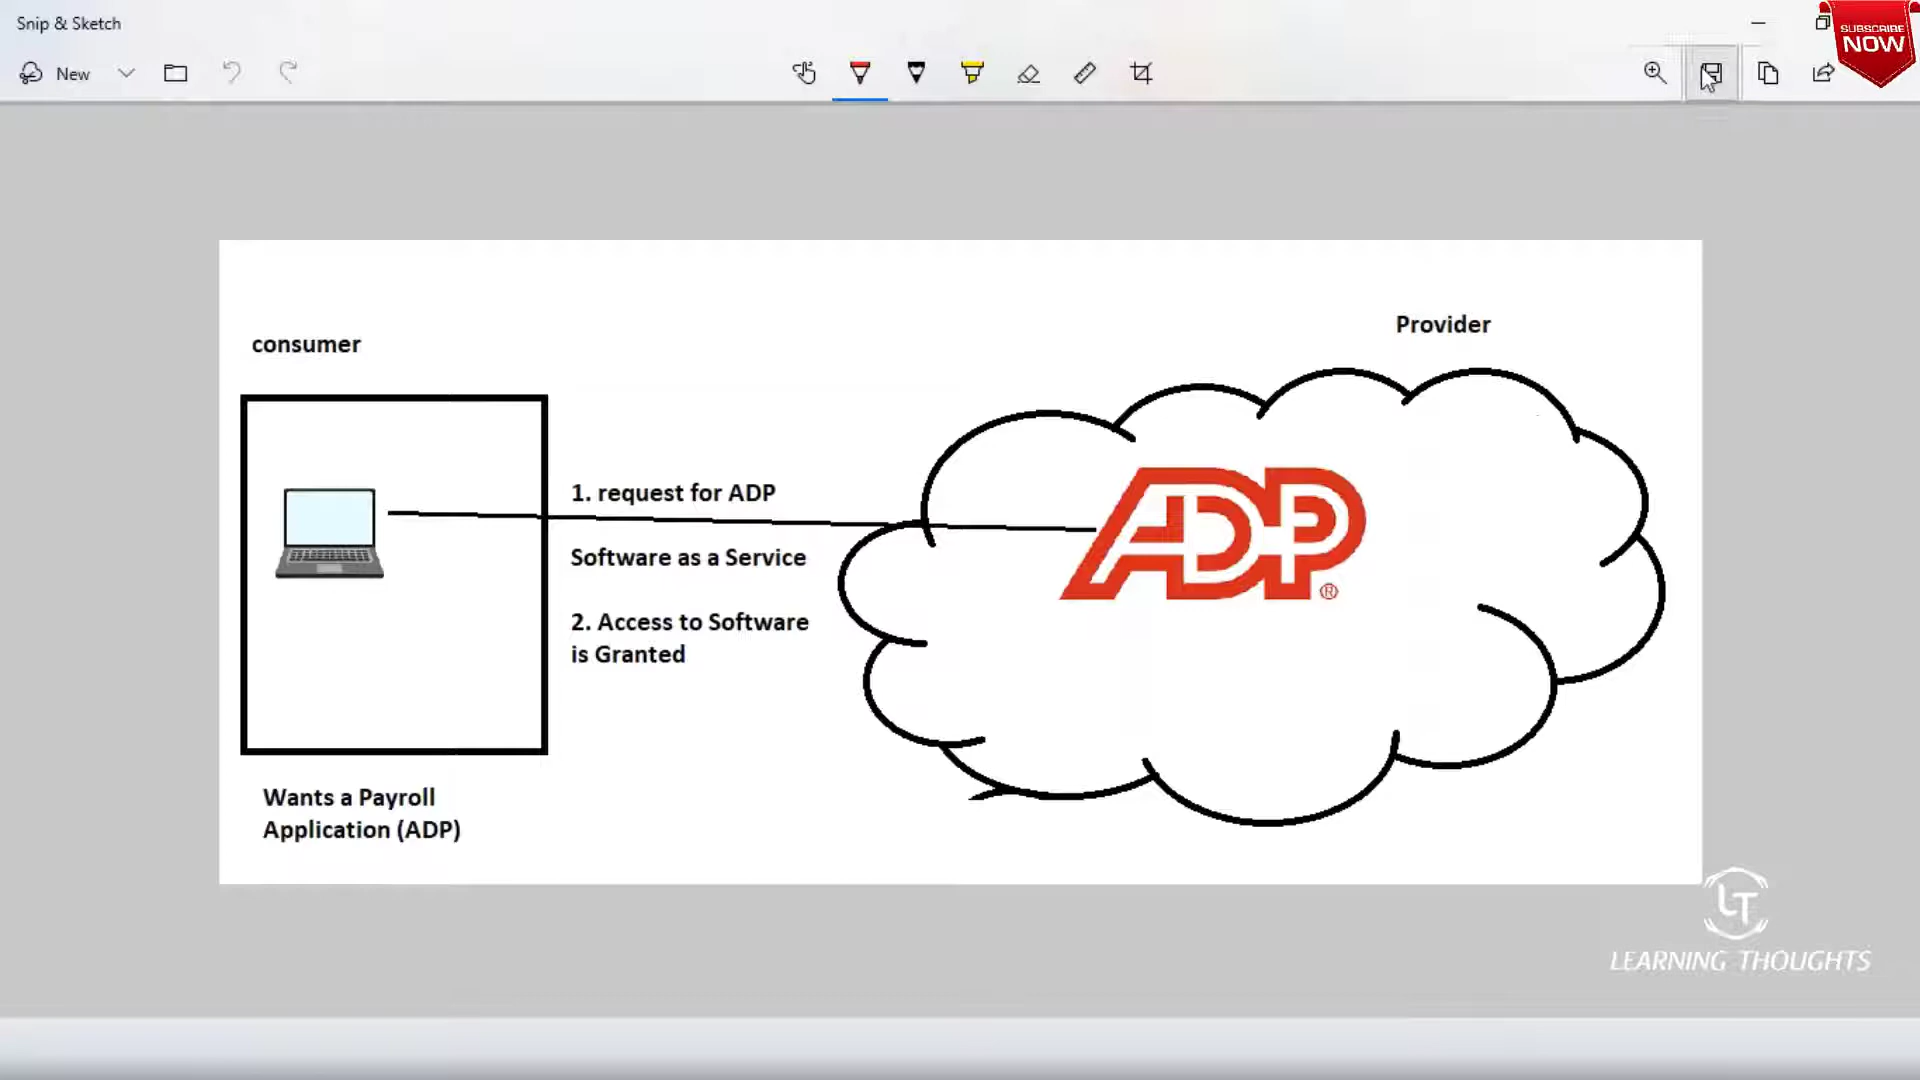 Snip & Sketch
SUBSCRIBE
NOW
New
Provider
consumer
1. request for ADP
ADP
®
Software as a Service
2. Access to Software
is Granted
Wants a Payroll
Application (ADP)
LT
LEARNING THOUGHTS